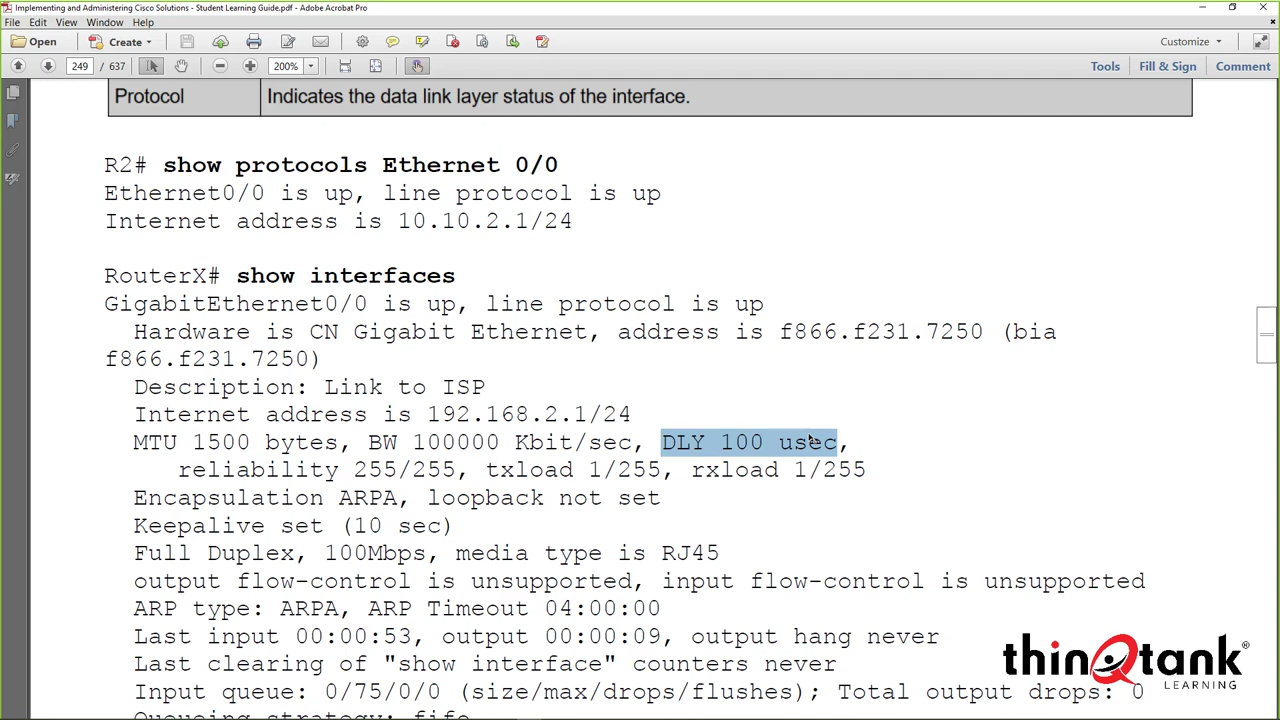 Implementing and Administering Cisco Solutions - Student Learning Guide.pdf - Adobe Acrobat Pro
File Edit View Window Help
Open Create Customize
249 / 637 200% Tools Fill & Sign Comment
Protocol Indicates the data link layer status of the interface.
R2# show protocols Ethernet 0/0
Ethernet0/0 is up, line protocol is up
Internet address is 10.10.2.1/24
RouterX# show interfaces
GigabitEthernet0/0 is up, line protocol is up
Hardware is CN Gigabit Ethernet, address is f866.f231.7250 (bia
f866.f231.7250)
Description: Link to ISP
Internet address is 192.168.2.1/24
MTU 1500 bytes, BW 100000 Kbit/sec, DLY 100 usec,
reliability 255/255, txload 1/255, rxload 1/255
Encapsulation ARPA, loopback not set
Keepalive set (10 sec)
Full Duplex, 100Mbps, media type is RJ45
output flow-control is unsupported, input flow-control is unsupported
ARP type: ARPA, ARP Timeout 04:00:00
Last input 00:00:53, output 00:00:09, output hang never
Last clearing of "show interface" counters never
Input queue: 0/75/0/0 (size/max/drops/flushes); Total output drops: 0
Queueing strategy: fifo
thinQtank®
LEARNING